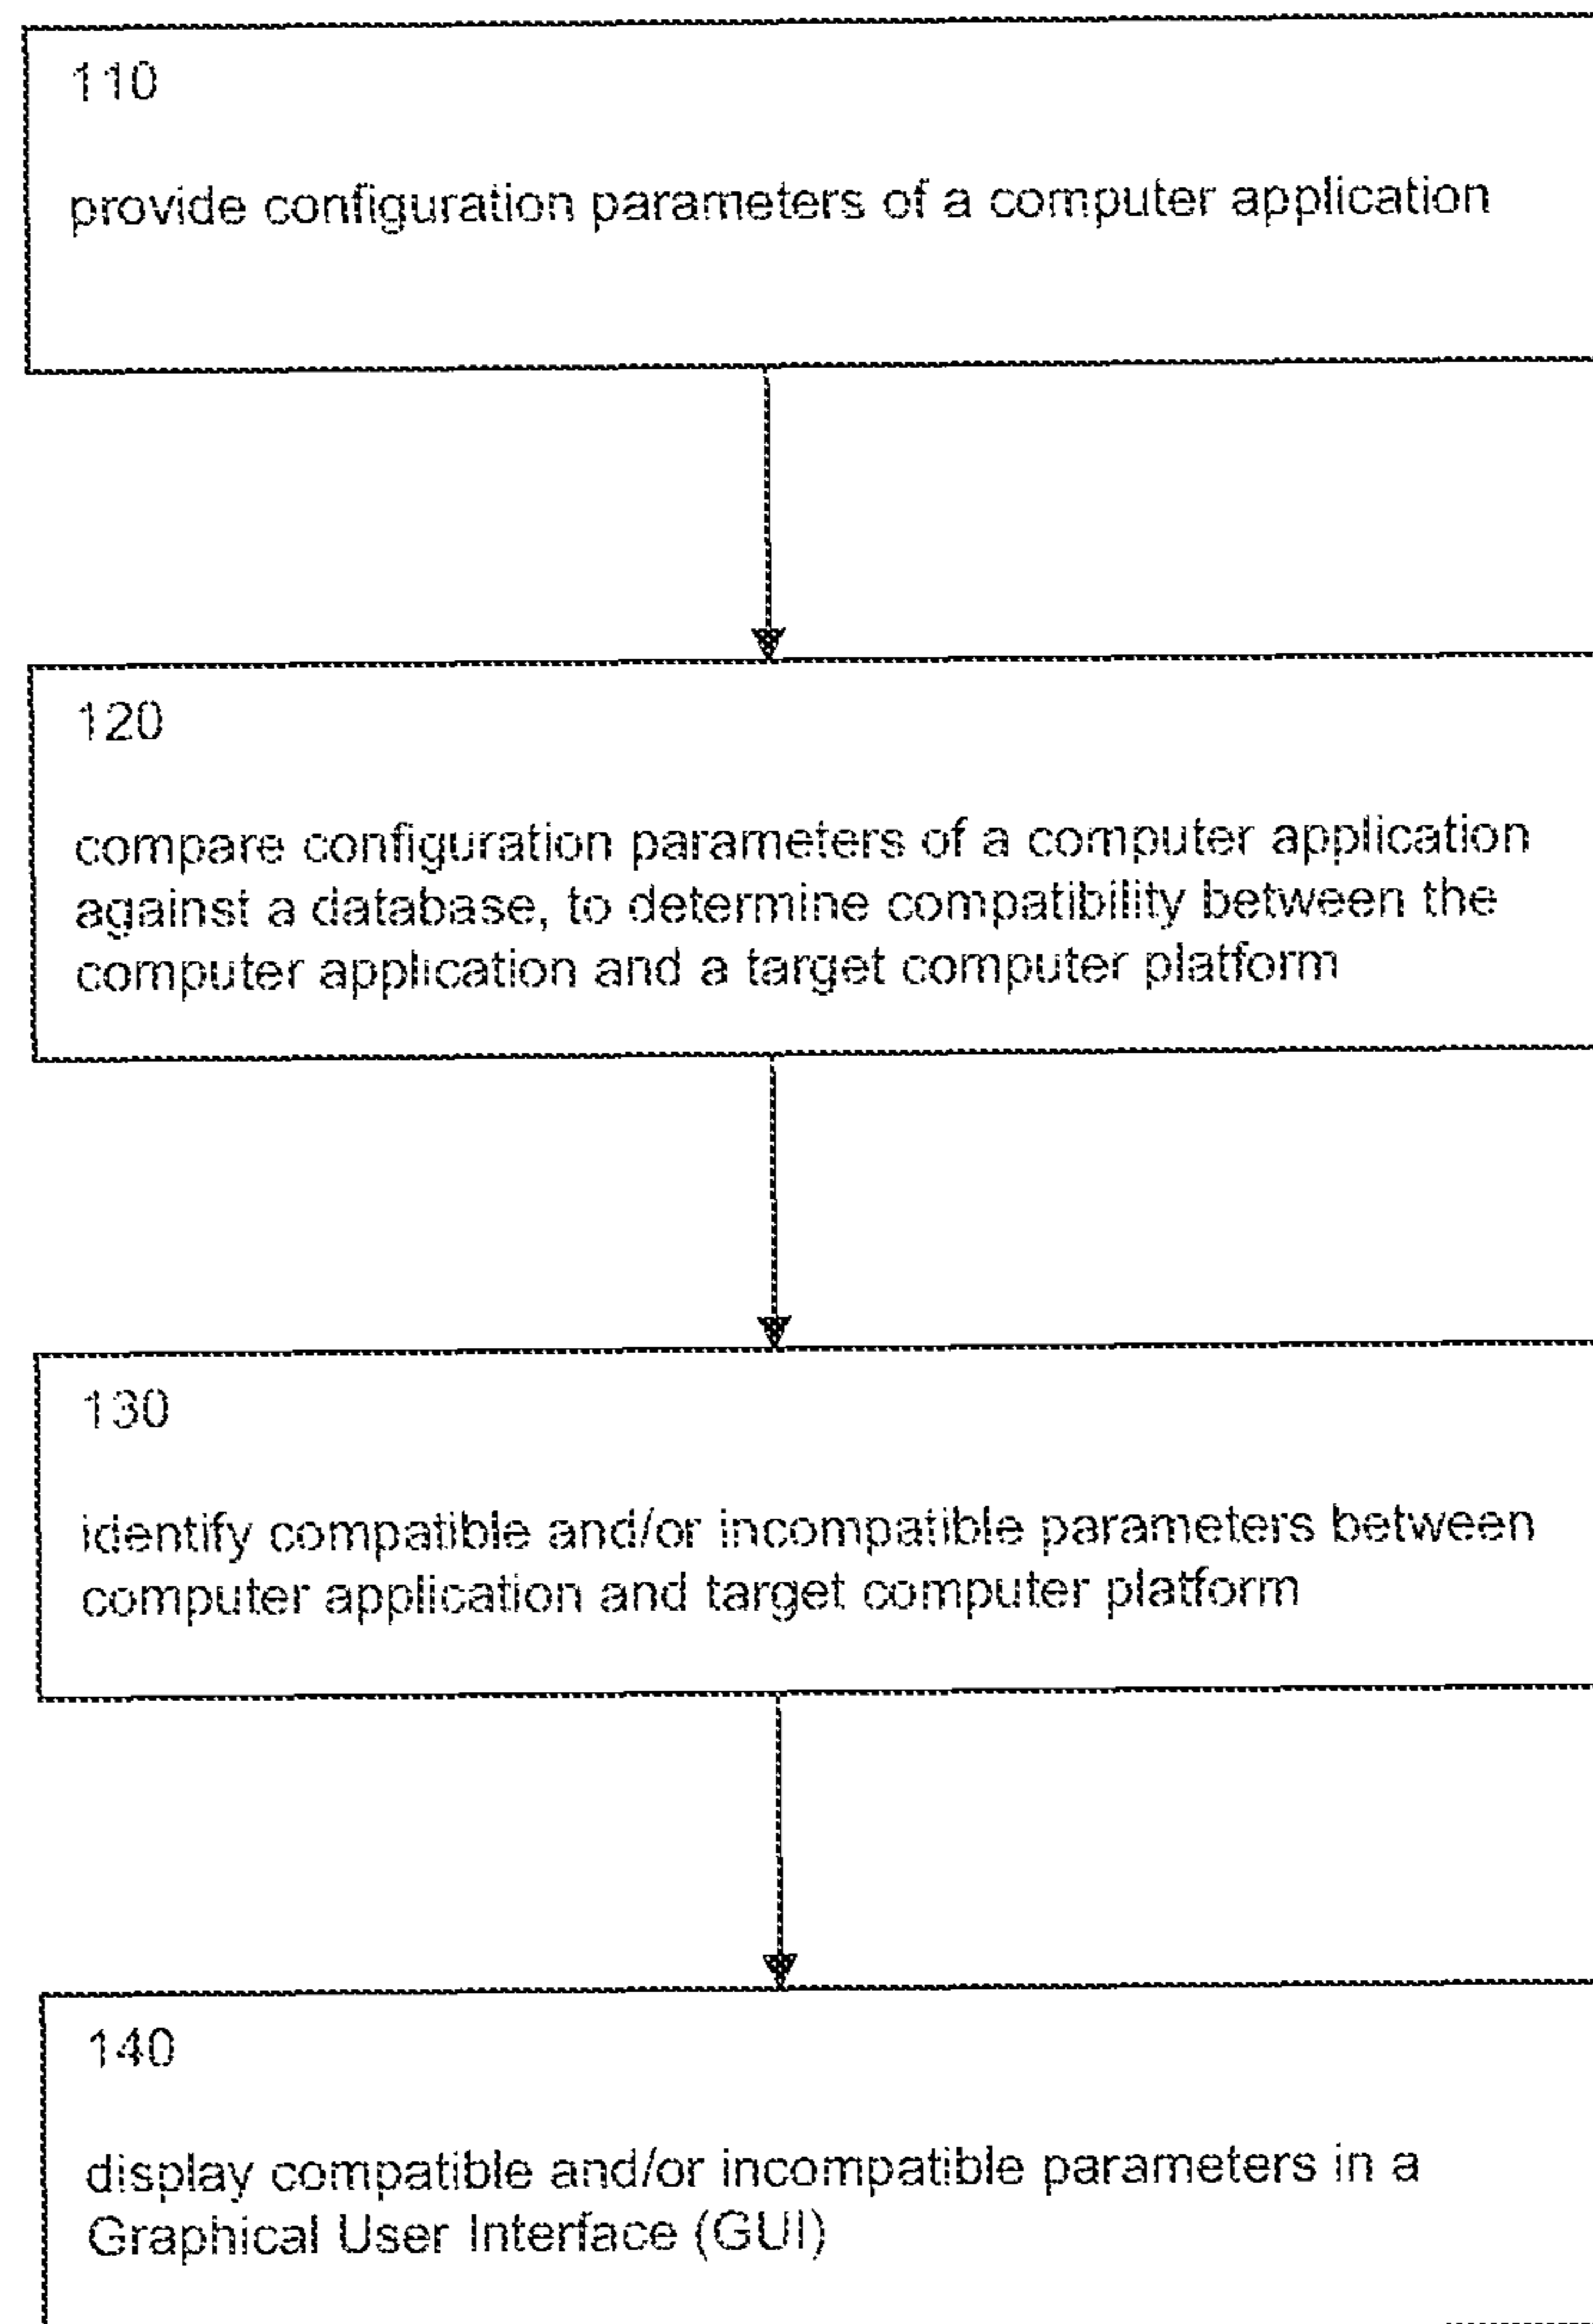 110
provide configuration parameters of a computer application
120
compare configuration parameters of a computer application
against a database, to determine compatibility between the
computer application and a target computer platform
130
identify compatible and/or incompatible parameters between
computer application and target computer platform
140
display compatible and/or incompatible parameters in a
Graphical User Interface (GUI)